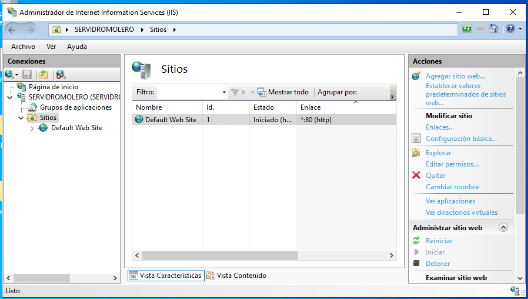 Administrador de Internet Information Services (IIS)
SERVIDORMOLERO
Sitios
Archivo Ver Ayuda
Conexiones
Página de inicio
SERVIDORMOLERO (SERVIDRO
Grupos de aplicaciones
Sitios
Default Web Site
Sitios
Filtro: Ir Mostrar todo Agrupar por:
Nombre Id. Estado Enlace
Default Web Site 1 Iniciado (h... *:80 (http)
Vista Características Vista Contenido
Acciones
Agregar sitio web...
Establecer valores
predeterminados de sitios
web...
Modificar sitio
Enlaces...
Configuración básica...
Explorar
Editar permisos...
Quitar
Cambiar nombre
Ver aplicaciones
Ver directorios virtuales
Administrar sitio web
Reiniciar
Iniciar
Detener
Examinar sitio web
Listo